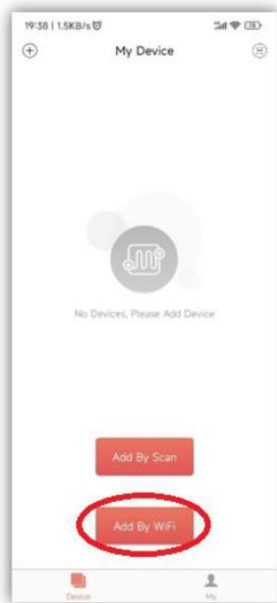 19:38 | 1.5KB/s
My Device
No Devices, Please Add Device
Add By Scan
Add By WiFi
Device
My